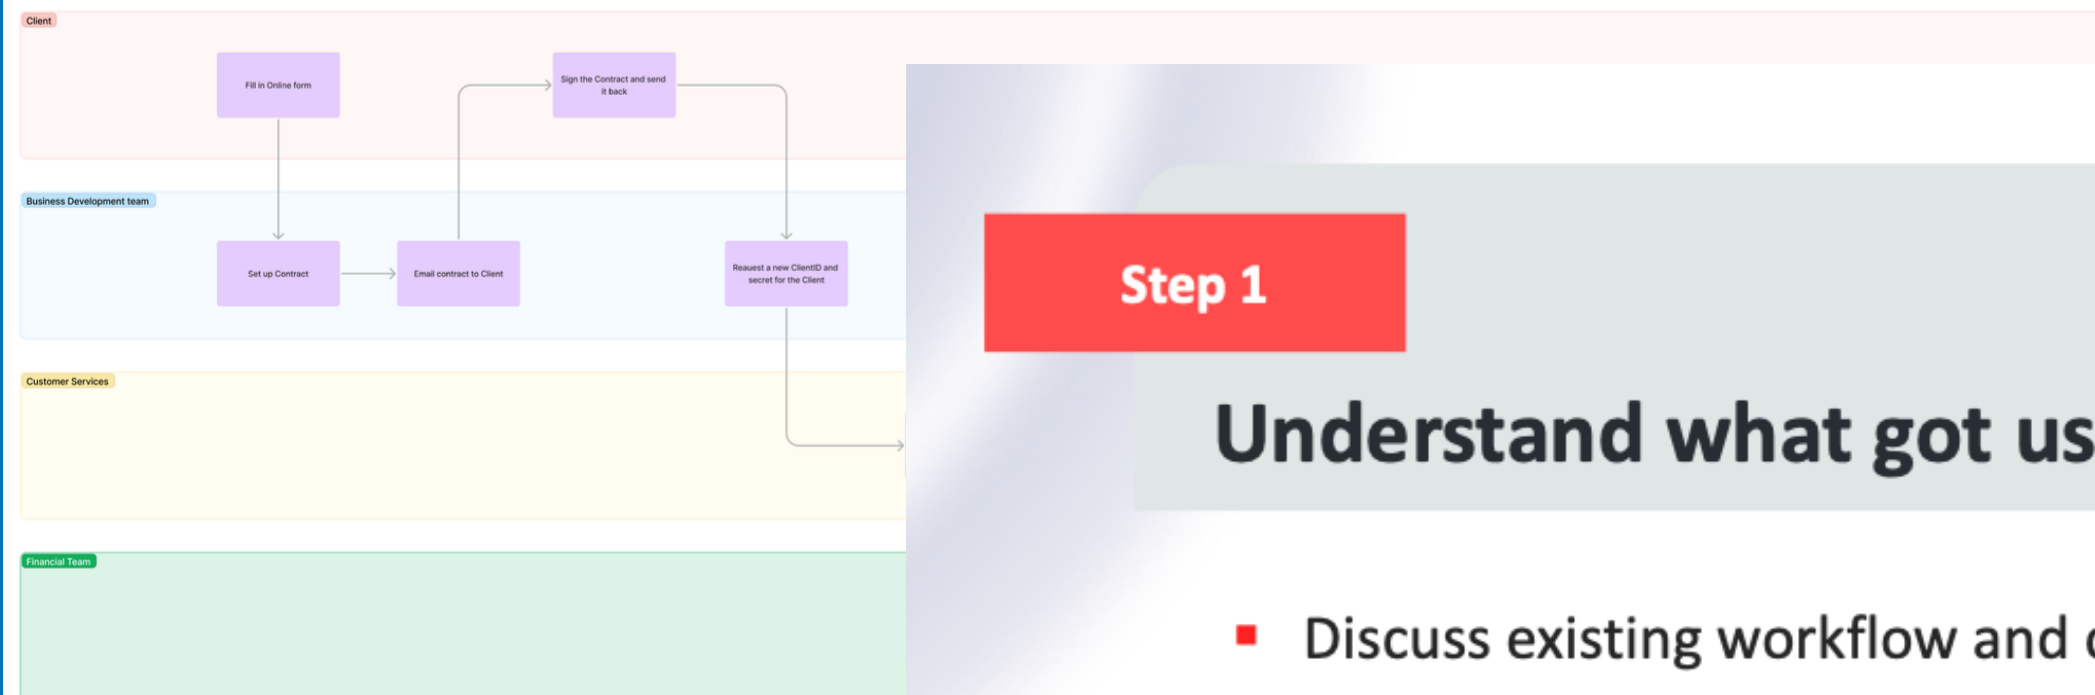 Client
Fill in Online form
Sign the Contract and send
it back
Business Development team
Set up Contract
Email contract to Client
Reauest a new ClientID and
secret for the Client
Customer Services
Financial Team
Step 1
Understand what got us
Discuss existing workflow and